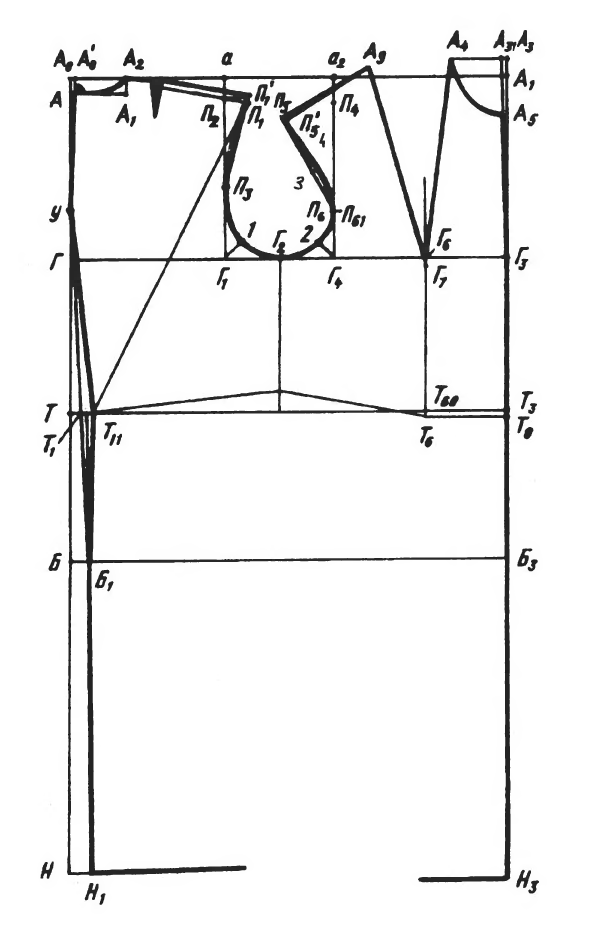 А₀ А₀' А₂ а а₂ А₉ А₄ А₃₁ А₃
А А₁ П₂ П₁' П₁ П₅ П₅' П₄ А₁
А₅
П₃ 3 4
У 1 Г₂ 2 П₆ П₆₁
Г Г₁ Г₄ Г₆ Г₇ Г₃
Т Т₆₀ Т₃
Т₁ Т₁₁ Т₆ Т₈
Б Б₁ Б₃
Н Н₁ Н₃